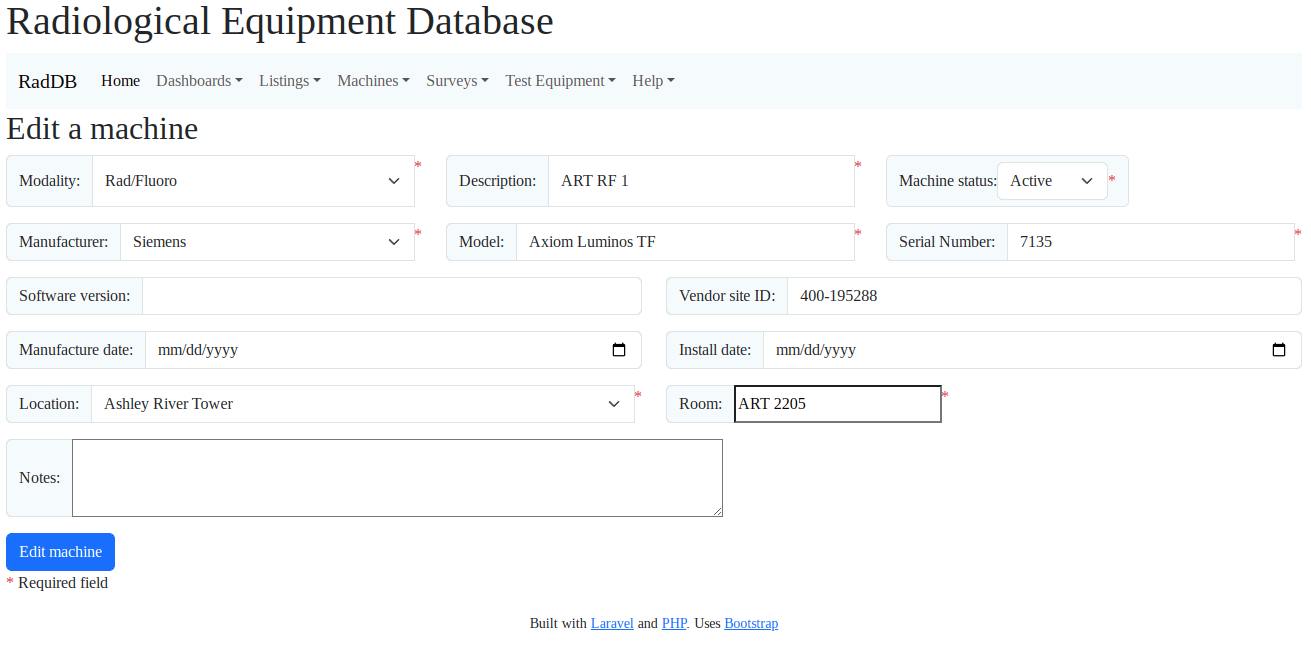 Radiological Equipment Database
RadDB Home Dashboards Listings Machines Surveys Test Equipment Help
Edit a machine
Modality: Rad/Fluoro * Description: ART RF 1 * Machine status: Active *
Manufacturer: Siemens * Model: Axiom Luminos TF * Serial Number: 7135 *
Software version: Vendor site ID: 400-195288
Manufacture date: mm/dd/yyyy Install date: mm/dd/yyyy
Location: Ashley River Tower * Room: ART 2205 *
Notes:
Edit machine
* Required field
Built with Laravel and PHP. Uses Bootstrap